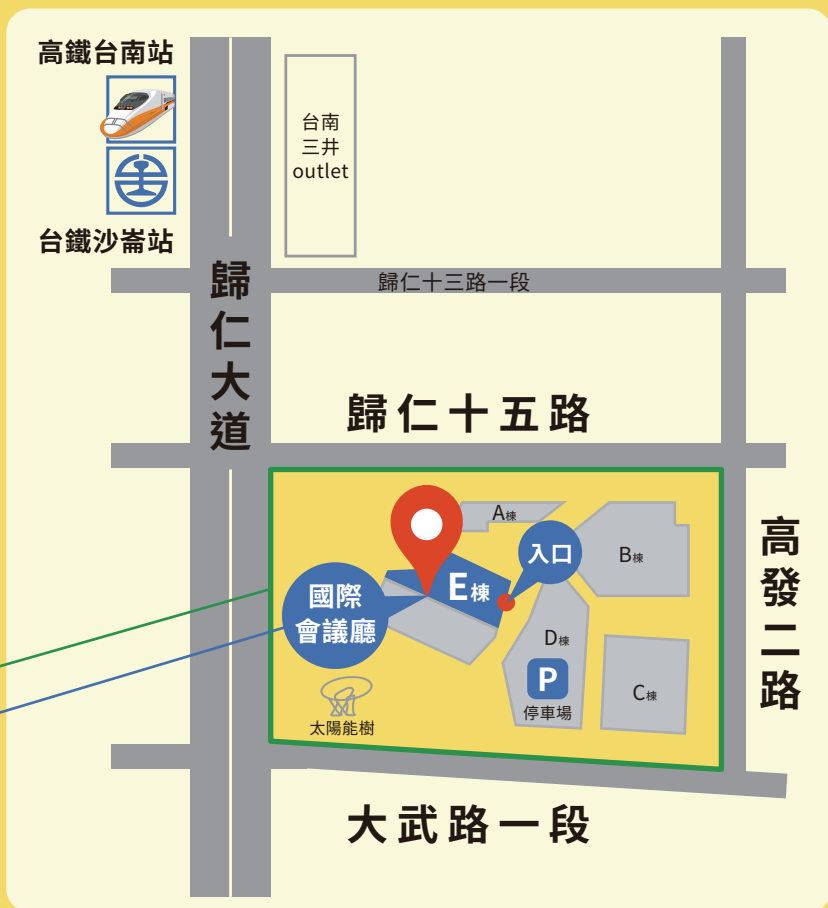 高鐵台南站
台鐵沙崙站
台南
三井
outlet
歸仁十三路一段
歸仁大道
歸仁十五路
A棟
入口
B棟
E棟
國際
會議廳
D棟
P
停車場
C棟
太陽能樹
高發二路
大武路一段